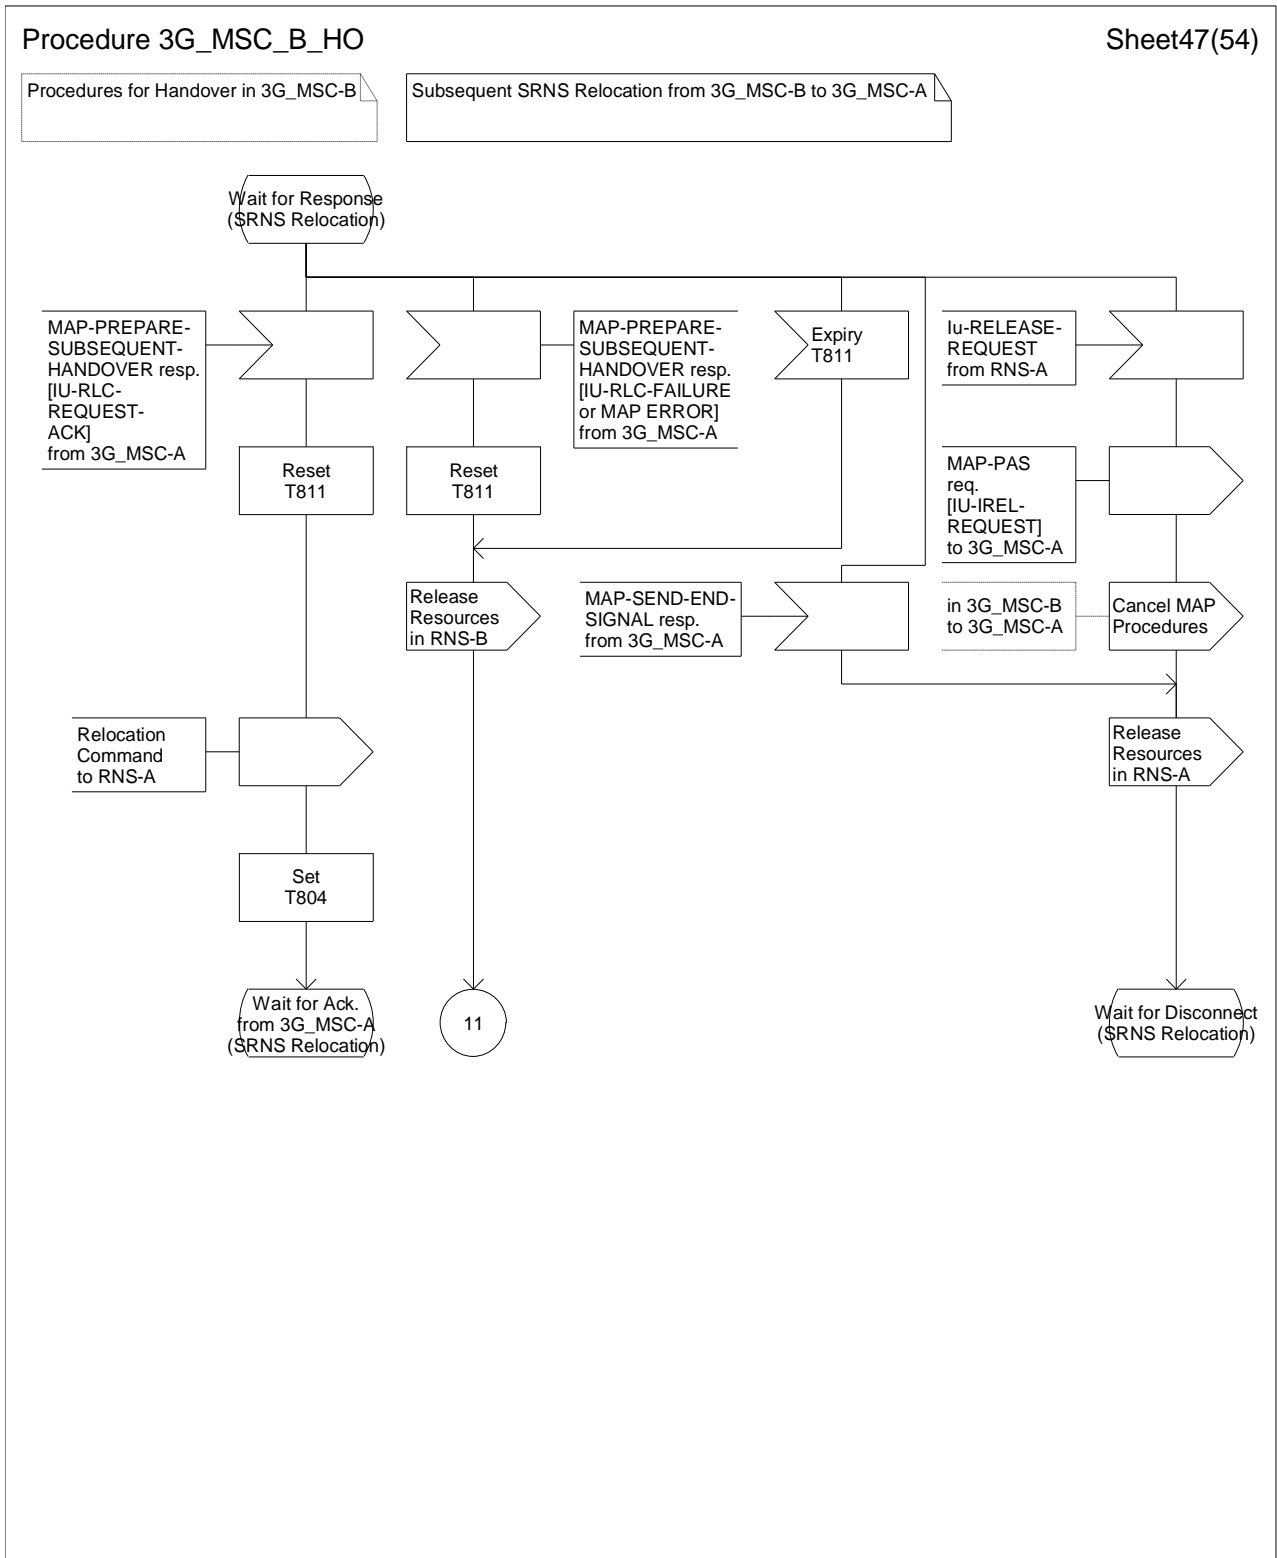 Procedure 3G_MSC_B_HO
Sheet47(54)
Procedures for Handover in 3G_MSC-B
Subsequent SRNS Relocation from 3G_MSC-B to 3G_MSC-A
Wait for Response
(SRNS Relocation)
MAP-PREPARE-
SUBSEQUENT-
HANDOVER resp.
[IU-RLC-
REQUEST-
ACK]
from 3G_MSC-A
MAP-PREPARE-
SUBSEQUENT-
HANDOVER resp.
[IU-RLC-FAILURE
or MAP ERROR]
from 3G_MSC-A
Expiry
T811
Iu-RELEASE-
REQUEST
from RNS-A
Reset
T811
Reset
T811
MAP-PAS
req.
[IU-IREL-
REQUEST]
to 3G_MSC-A
Release
Resources
in RNS-B
MAP-SEND-END-
SIGNAL resp.
from 3G_MSC-A
in 3G_MSC-B
to 3G_MSC-A
Cancel MAP
Procedures
Relocation
Command
to RNS-A
Release
Resources
in RNS-A
Set
T804
Wait for Ack.
from 3G_MSC-A
(SRNS Relocation)
11
Wait for Disconnect
(SRNS Relocation)